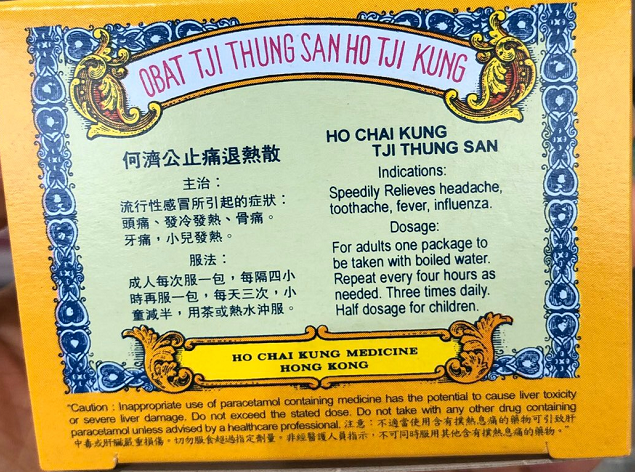 OBAT TJI THUNG SAN HO TJI KUNG
何濟公止痛退熱散
主治：
流行性感冒所引起的症狀：
頭痛、發冷發熱、骨痛。
牙痛，小兒發熱。
服法：
成人每次服一包，每隔四小
時再服一包，每天三次，小
童減半，用茶或熱水沖服。
HO CHAI KUNG
TJI THUNG SAN
Indications:
Speedily Relieves headache,
toothache, fever, influenza.
Dosage:
For adults one package to
be taken with boiled water.
Repeat every four hours as
needed. Three times daily.
Half dosage for children.
HO CHAI KUNG MEDICINE
HONG KONG
"Caution : Inappropriate use of paracetamol containing medicine has the potential to cause liver toxicity
or severe liver damage. Do not exceed the stated dose. Do not take with any other drug containing
paracetamol unless advised by a healthcare professional. 注意：不適當使用含有撲熱息痛的藥物可引致肝
中毒或肝臟嚴重損傷。切勿服食超過指定劑量。非經醫護人員指示，不可同時服用其他含有撲熱息痛的藥物。"